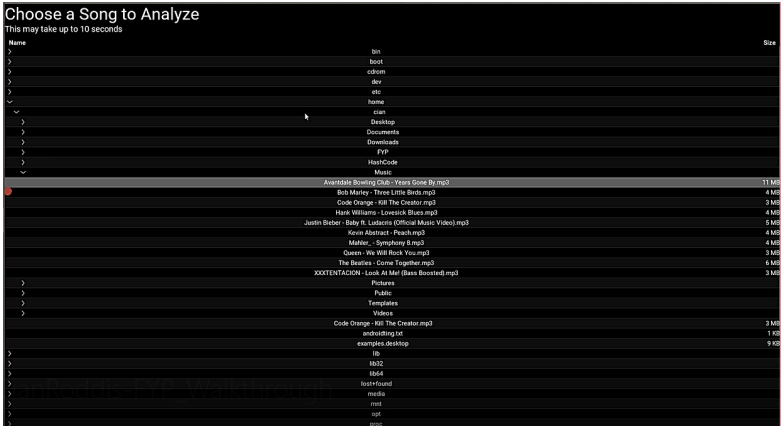 Choose a Song to Analyze
This may take up to 10 seconds
Name Size
bin
boot
cdrom
dev
etc
home
cian
Desktop
Documents
Downloads
FYP
HashCode
Music
Avantdale Bowling Club - Years Gone By.mp3 11 MB
Bob Marley - Three Little Birds.mp3 4 MB
Code Orange - Kill The Creator.mp3 3 MB
Hank Williams - Lovesick Blues.mp3 4 MB
Justin Bieber - Baby ft. Ludacris (Official Music Video).mp3 5 MB
Kevin Abstract - Peach.mp3 4 MB
Mahler_ - Symphony 8.mp3 4 MB
Queen - We Will Rock You.mp3 3 MB
The Beatles - Come Together.mp3 6 MB
XXXTENTACION - Look At Me! (Bass Boosted).mp3 3 MB
Pictures
Public
Templates
Videos
Code Orange - Kill The Creator.mp3 3 MB
androidting.txt 1 KB
examples.desktop 9 KB
lib
lib32
lib64
lost+found
media
mnt
opt
proc